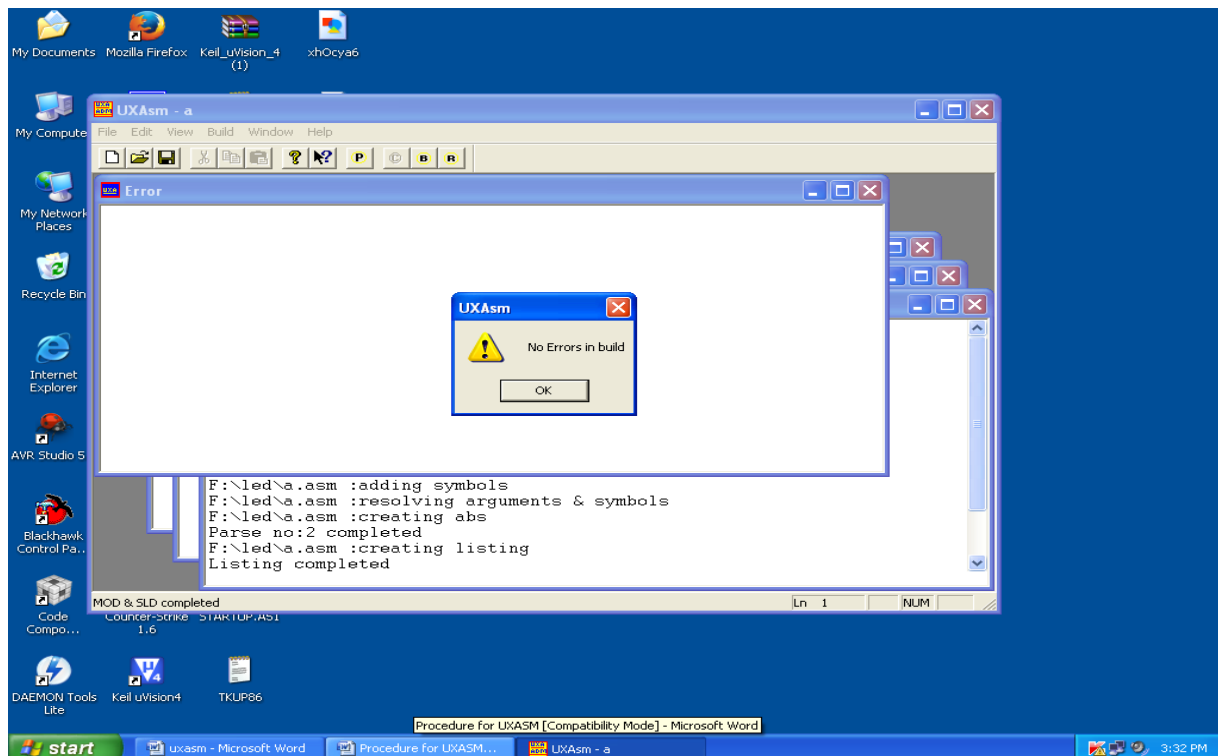 My Documents
Mozilla Firefox
Keil_uVision_4
(1)
xhOcya6
My Compute
My Network
Places
Recycle Bin
Internet
Explorer
AVR Studio 5
Blackhawk
Control Pa..
Code
Compo...
Counter-Strike
1.6
STARTUP.A51
DAEMON Tools
Lite
Keil uVision4
TKUP86
UXAsm - a
File Edit View Build Window Help
P © B R
Error
UXAsm
No Errors in build
OK
F:\led\a.asm :adding symbols
F:\led\a.asm :resolving arguments & symbols
F:\led\a.asm :creating abs
Parse no:2 completed
F:\led\a.asm :creating listing
Listing completed
MOD & SLD completed
Ln 1
NUM
Procedure for UXASM [Compatibility Mode] - Microsoft Word
start
uxasm - Microsoft Word
Procedure for UXASM...
UXAsm - a
3:32 PM